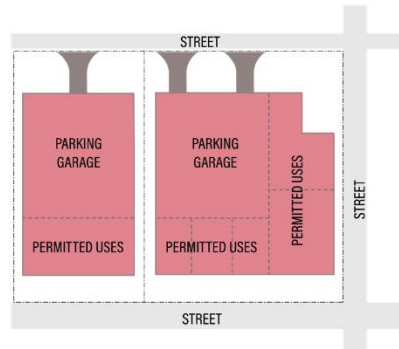 STREET
PARKING
GARAGE
PARKING
GARAGE
PERMITTED USES
STREET
PERMITTED USES
PERMITTED USES
STREET